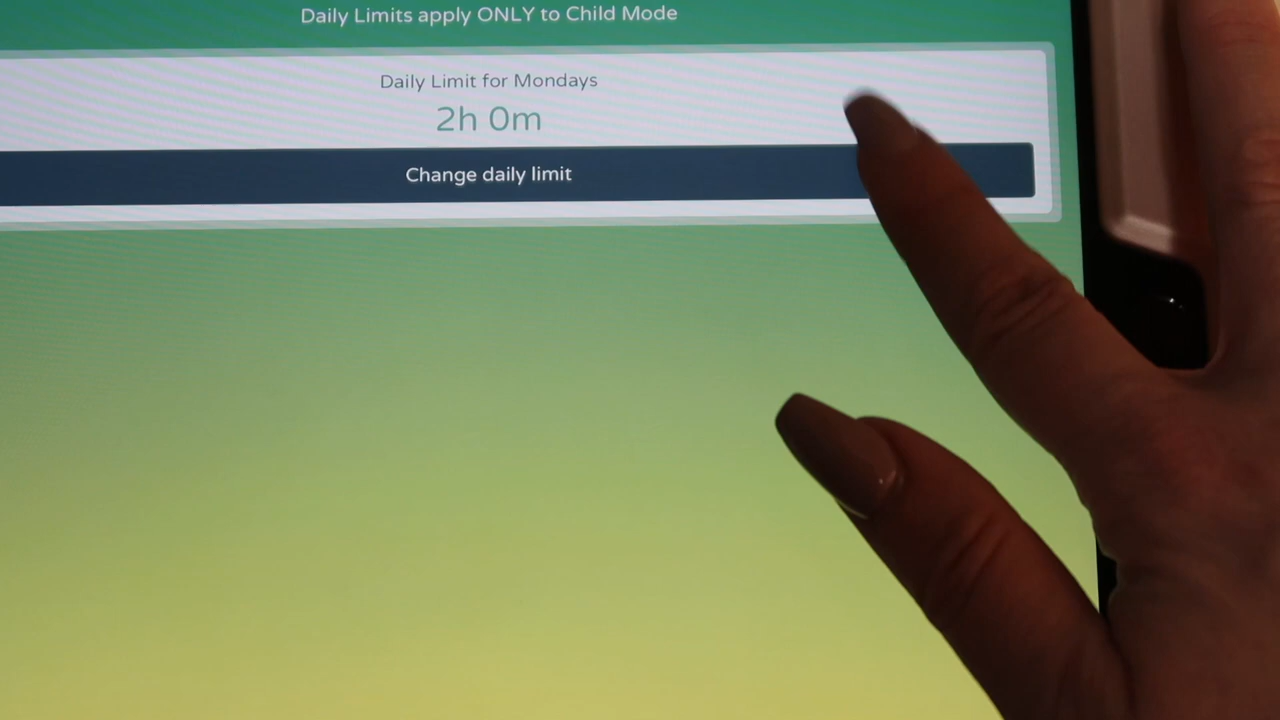 Daily Limits apply ONLY to Child Mode
Daily Limit for Mondays
2h 0m
Change daily limit